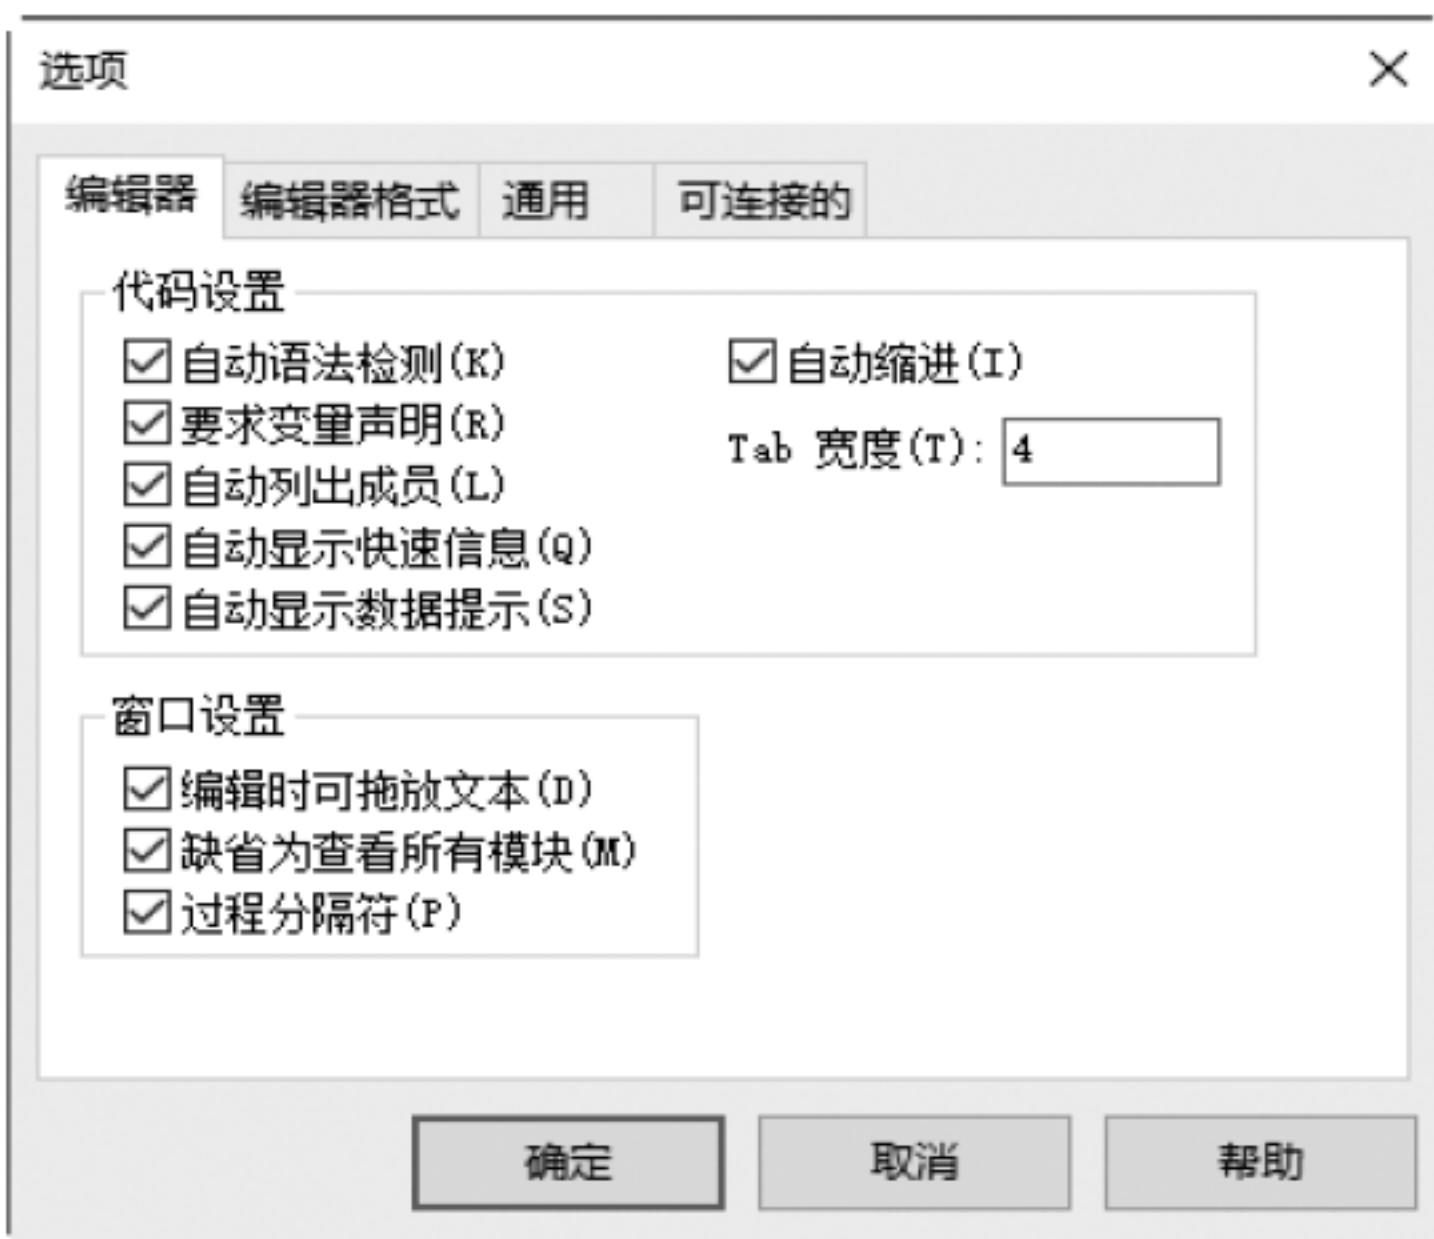 选项
编辑器 编辑器格式 通用 可连接的
代码设置
自动语法检测(K) 自动缩进(I)
要求变量声明(R) Tab 宽度(T): 4
自动列出成员(L)
自动显示快速信息(Q)
自动显示数据提示(S)
窗口设置
编辑时可拖放文本(D)
缺省为查看所有模块(M)
过程分隔符(P)
确定 取消 帮助